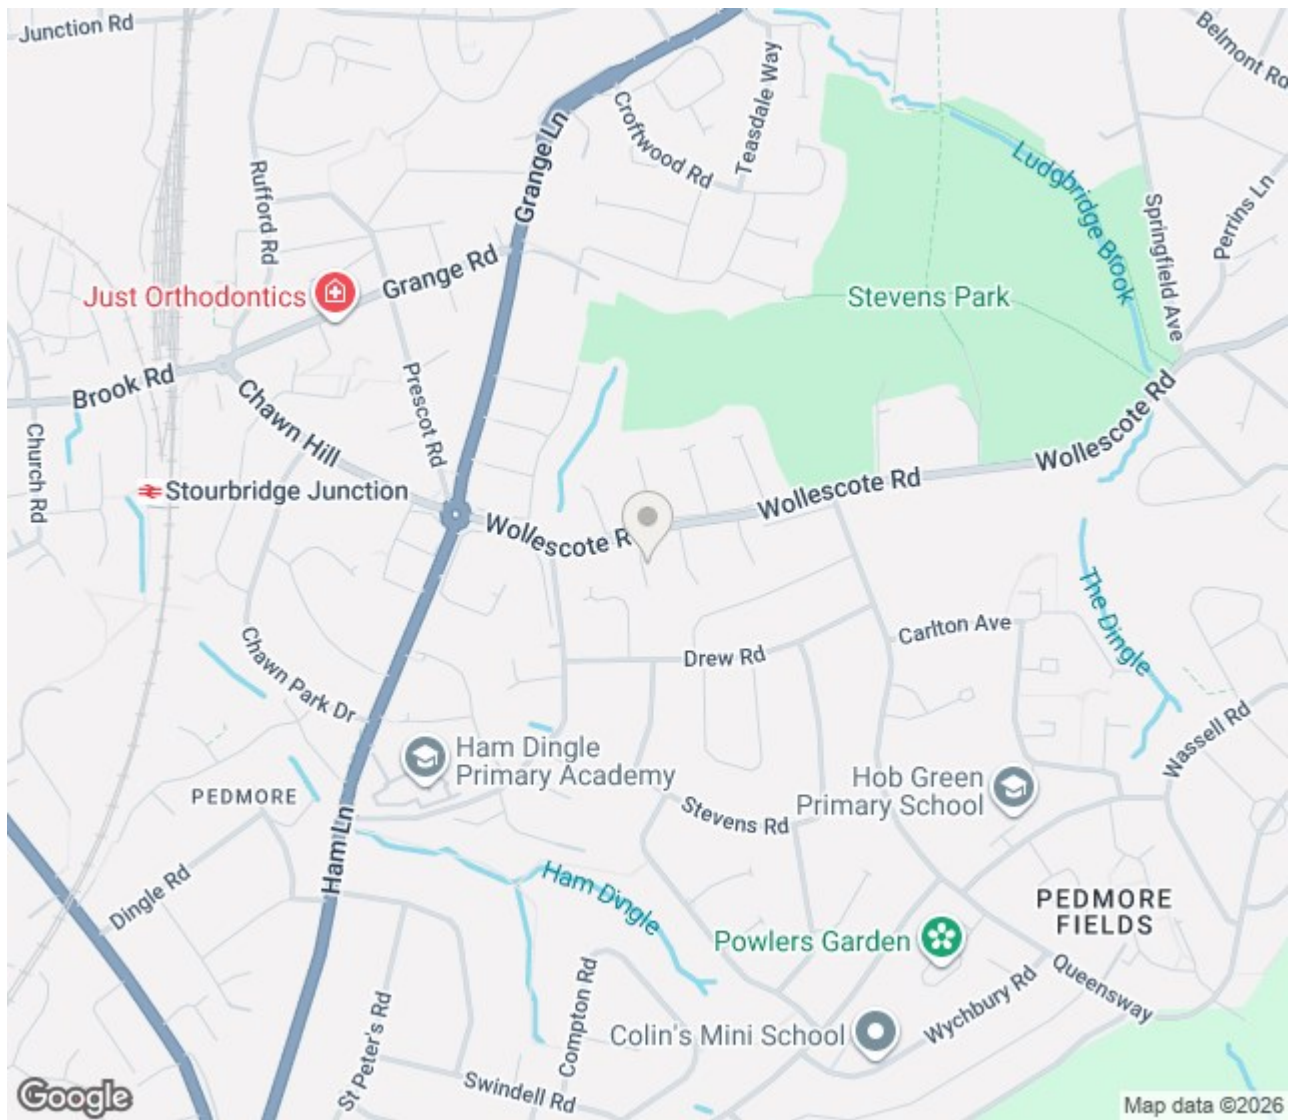 Junction Rd
Belmont Rd
Teasdale Way
Croftwood Rd
Grange Ln
Ludgbridge Brook
Rufford Rd
Springfield Ave
Perrins Ln
Grange Rd
Just Orthodontics
Stevens Park
Brook Rd
Prescot Rd
Chawn Hill
Church Rd
Wollescote Rd
Stourbridge Junction
Wollescote Rd
Wollescote R
The Dingle
Carlton Ave
Drew Rd
Chawn Park Dr
Wassell Rd
Ham Dingle
Primary Academy
Hob Green
Primary School
PEDMORE
Stevens Rd
Ham Ln
Dingle Rd
Ham Dingle
PEDMORE
FIELDS
Powlers Garden
Queensway
Wychbury Rd
Compton Rd
St Peter's Rd
Colin's Mini School
Swindell Rd
Google
Map data ©2026